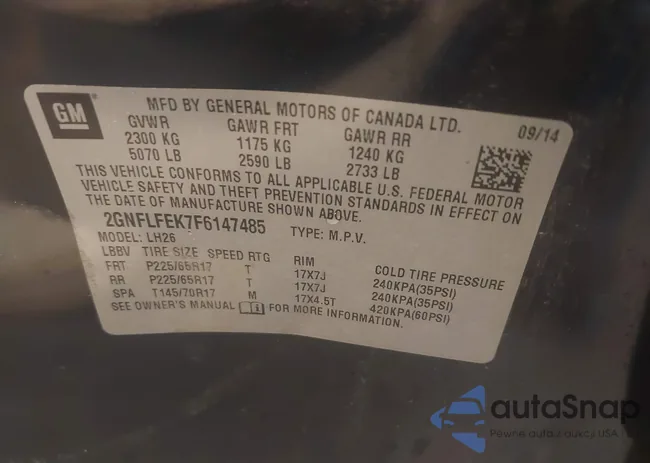 GM
MFD BY GENERAL MOTORS OF CANADA LTD.
09/14
GVWR GAWR FRT GAWR RR
2300 KG 1175 KG 1240 KG
5070 LB 2590 LB 2733 LB
THIS VEHICLE CONFORMS TO ALL APPLICABLE U.S. FEDERAL MOTOR
VEHICLE SAFETY AND THEFT PREVENTION STANDARDS IN EFFECT ON
THE DATE OF MANUFACTURE SHOWN ABOVE.
2GNFLFEK7F6147485 TYPE: M.P.V.
MODEL: LH26
LBBV TIRE SIZE SPEED RTG RIM COLD TIRE PRESSURE
FRT P225/65R17 T 17X7J 240KPA(35PSI)
RR P225/65R17 T 17X7J 240KPA(35PSI)
SPA T145/70R17 M 17X4.5T 420KPA(60PSI)
SEE OWNER'S MANUAL FOR MORE INFORMATION.
autaSnap
Pewne auta z aukcji USA